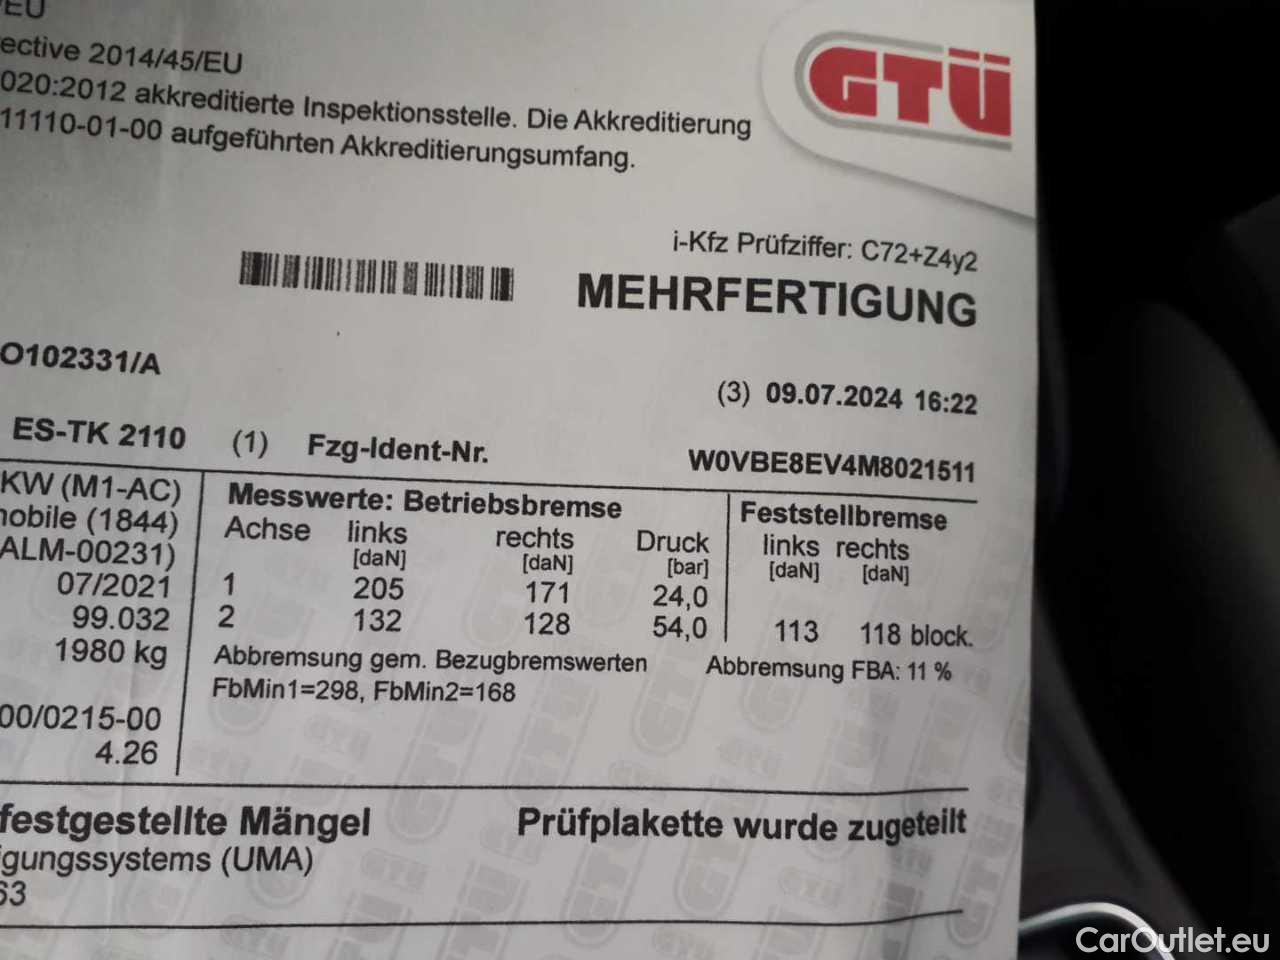 /EU
ective 2014/45/EU
020:2012 akkreditierte Inspektionsstelle. Die Akkreditierung
11110-01-00 aufgeführten Akkreditierungsumfang.
GTÜ
i-Kfz Prüfziffer: C72+Z4y2
MEHRFERTIGUNG
O102331/A
(3) 09.07.2024 16:22
ES-TK 2110 (1) Fzg-Ident-Nr. W0VBE8EV4M8021511
KW (M1-AC)
mobile (1844)
ALM-00231)
07/2021
99.032
1980 kg
00/0215-00
4.26
Messwerte: Betriebsbremse
Achse links rechts Druck
[daN] [daN] [bar]
1 205 171 24,0
2 132 128 54,0
Abbremsung gem. Bezugbremswerten
FbMin1=298, FbMin2=168
Feststellbremse
links rechts
[daN] [daN]
113 118 block.
Abbremsung FBA: 11 %
festgestellte Mängel Prüfplakette wurde zugeteilt
igungssystems (UMA)
63
CarOutlet.eu